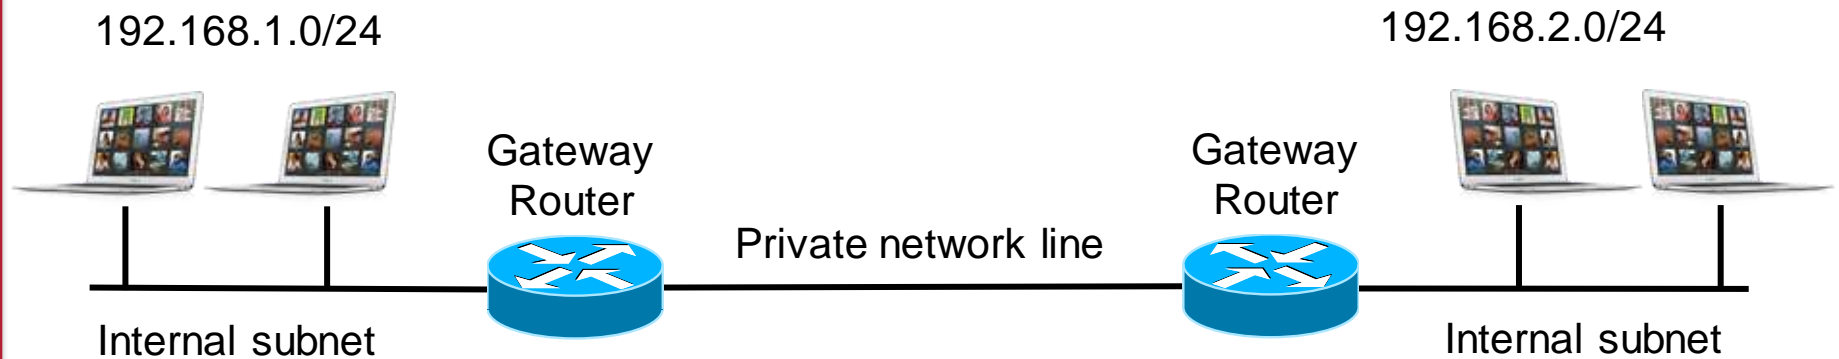 192.168.1.0/24
192.168.2.0/24
Gateway
Router
Gateway
Router
Private network line
Internal subnet
Internal subnet